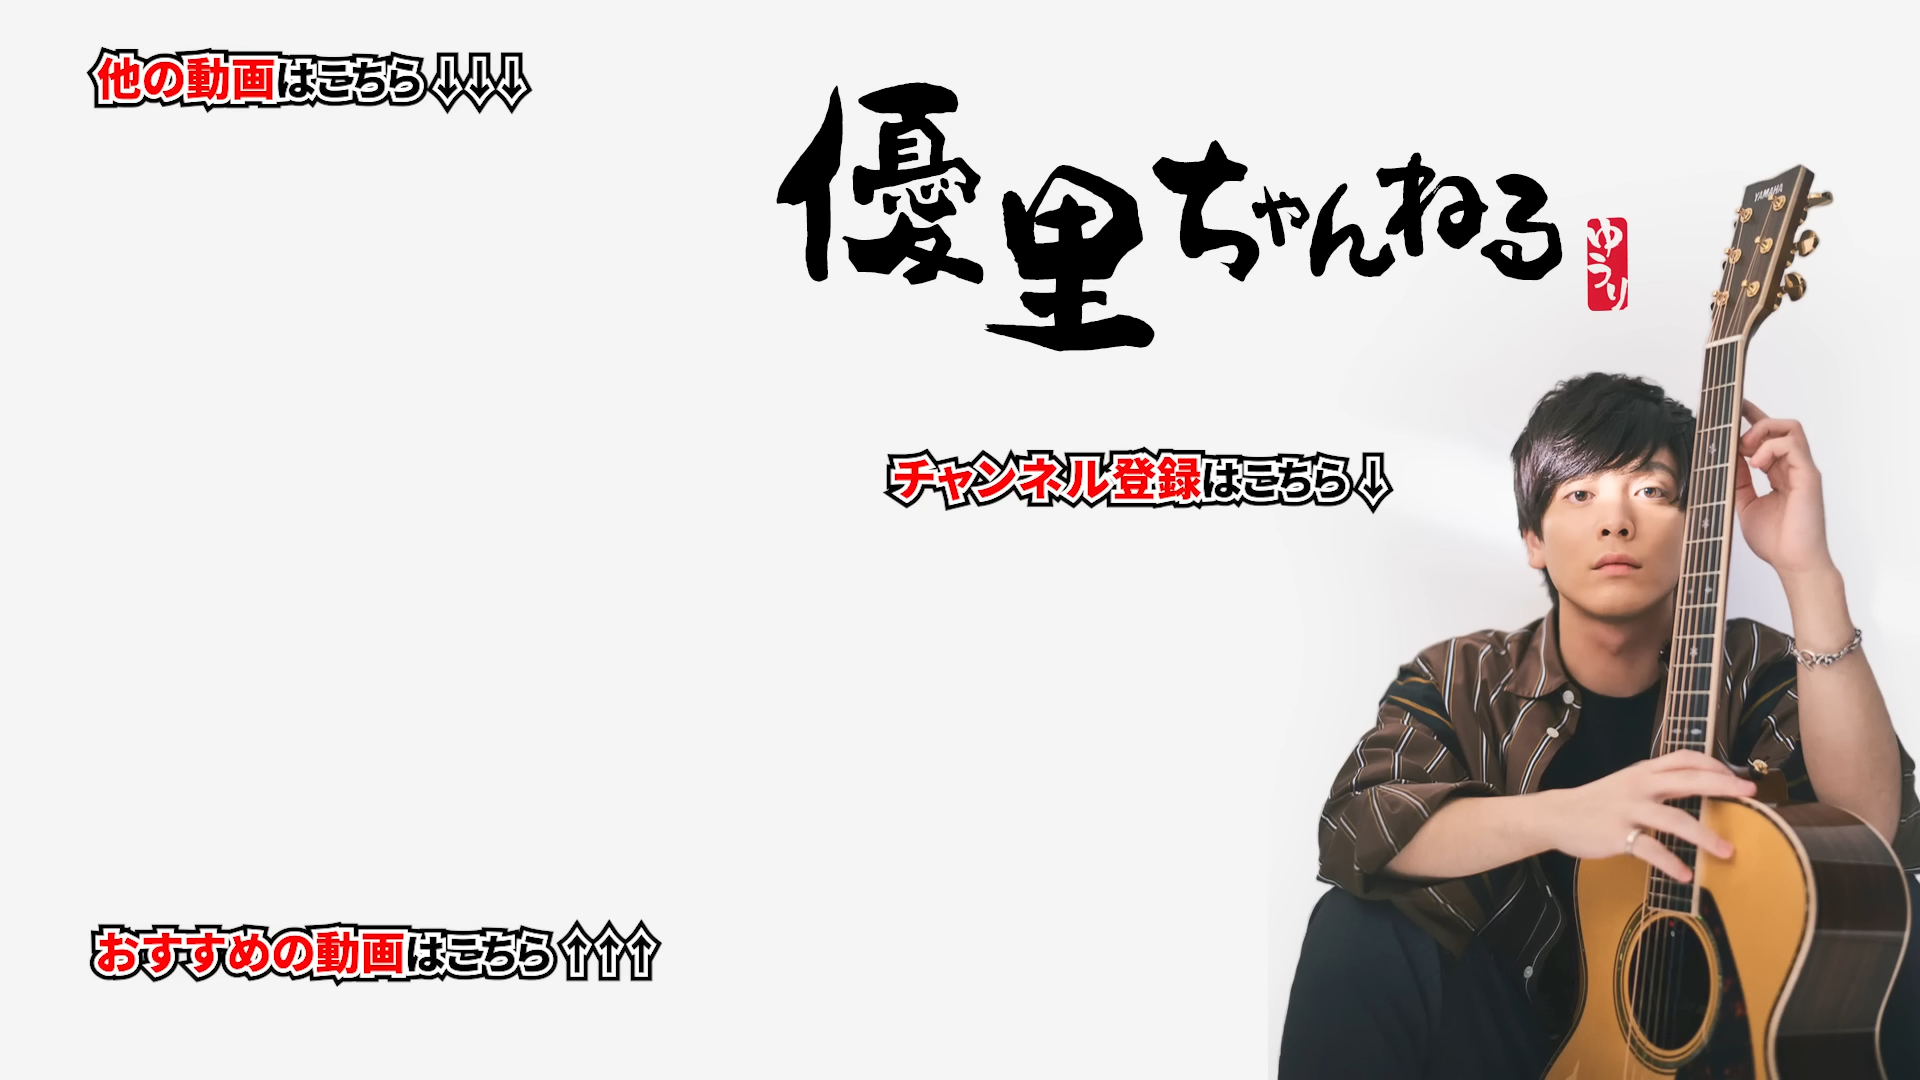 他の動画はこちら↓↓↓
優里ちゃんねる
ゆうり
YAMAHA
チャンネル登録はこちら↓
おすすめの動画はこちら↑↑↑